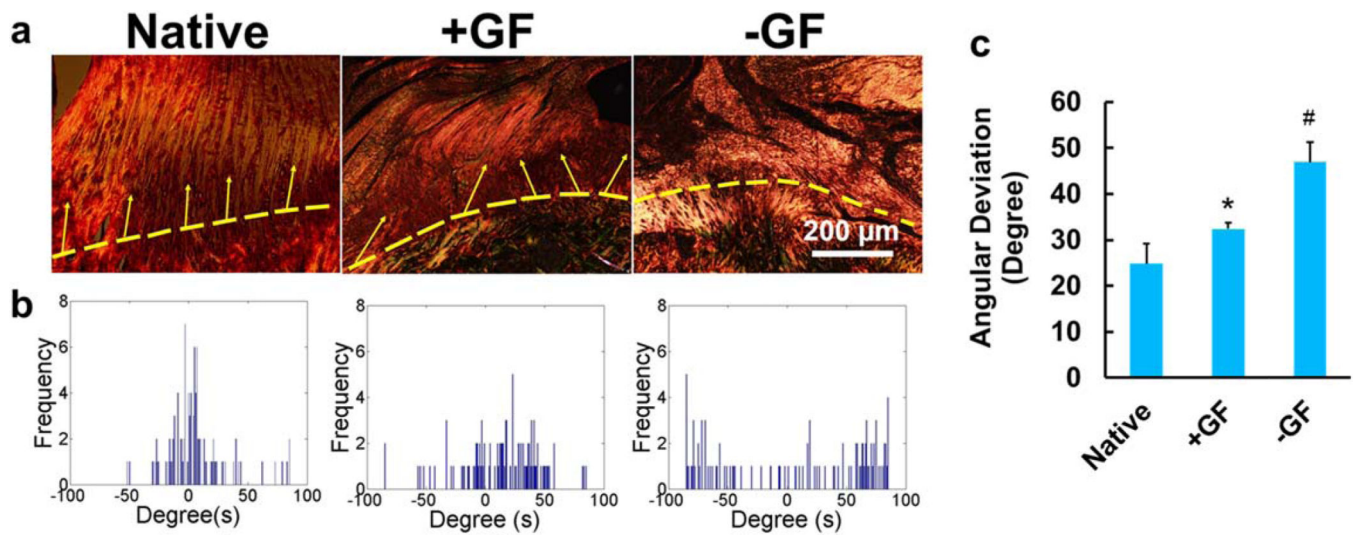 a
Native
+GF
-GF
200 μm
b
Frequency
8
6
4
2
0
-100
-50
0
50
100
Degree(s)
Frequency
8
6
4
2
0
-100
-50
0
50
100
Degree (s)
Frequency
8
6
4
2
0
-100
-50
0
50
100
Degree (s)
c
Angular Deviation
(Degree)
60
50
40
30
20
10
0
*
#
Native
+GF
-GF